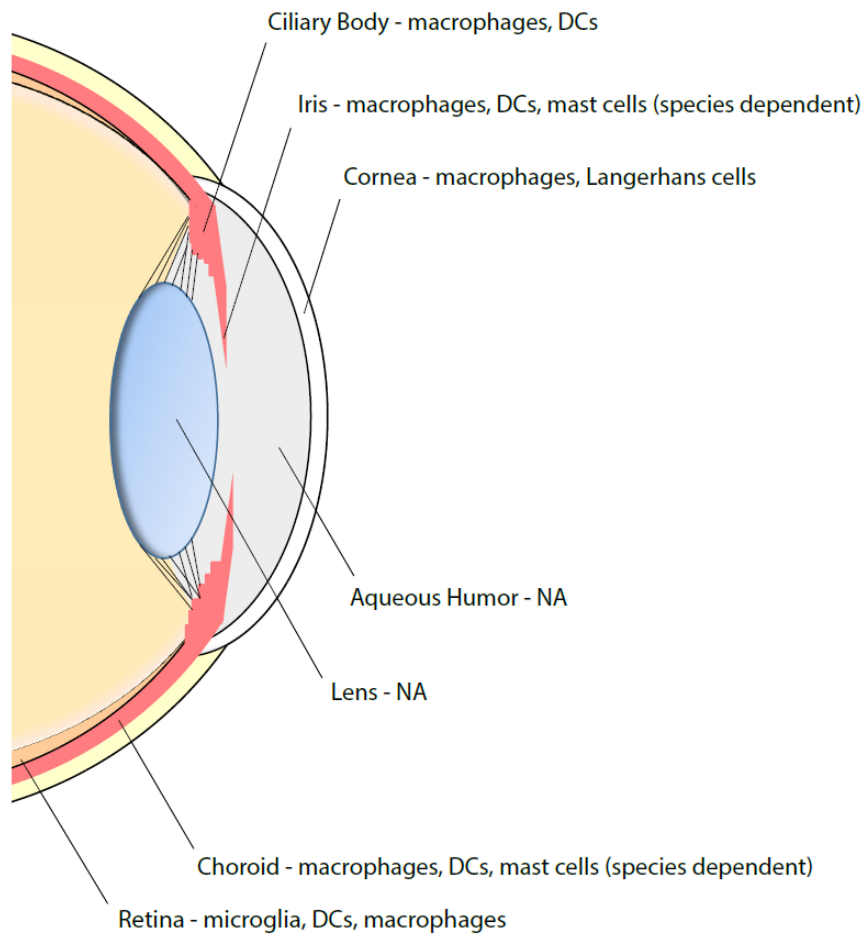 Ciliary Body - macrophages, DCs
Iris - macrophages, DCs, mast cells (species dependent)
Cornea - macrophages, Langerhans cells
Aqueous Humor - NA
Lens - NA
Choroid - macrophages, DCs, mast cells (species dependent)
Retina - microglia, DCs, macrophages